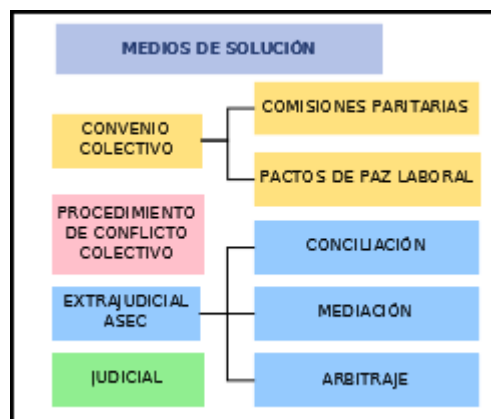 MEDIOS DE SOLUCIÓN
CONVENIO
COLECTIVO
COMISIONES PARITARIAS
PACTOS DE PAZ LABORAL
PROCEDIMIENTO
DE CONFLICTO
COLECTIVO
EXTRAJUDICIAL
ASEC
CONCILIACIÓN
MEDIACIÓN
ARBITRAJE
JUDICIAL